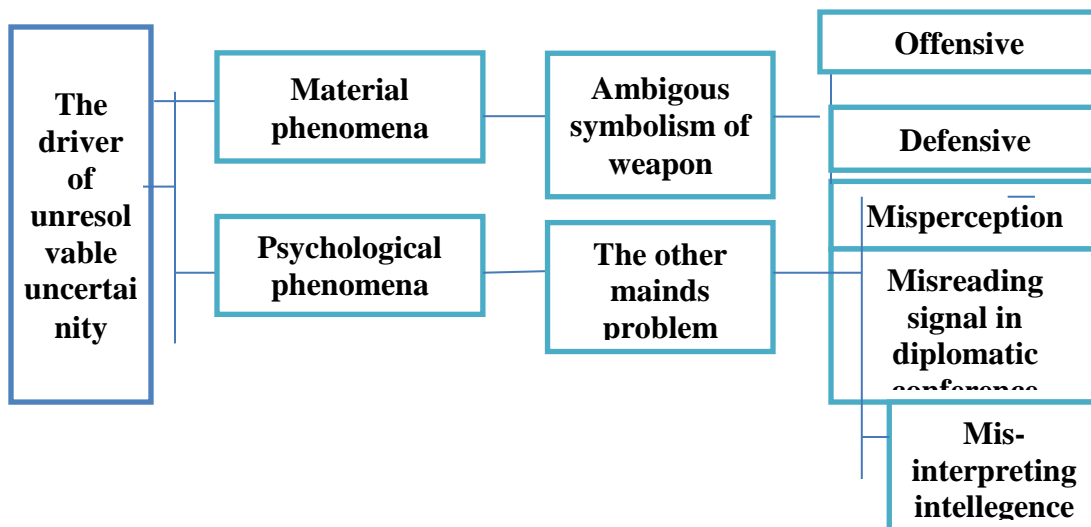 The
driver
of
unresol
vable
uncertai
nity
Material
phenomena
Psychological
phenomena
Ambigous
symbolism of
weapon
The other
mainds
problem
Offensive
Defensive
Misperception
Misreading
signal in
diplomatic
conference
Mis-
interpreting
intellegence